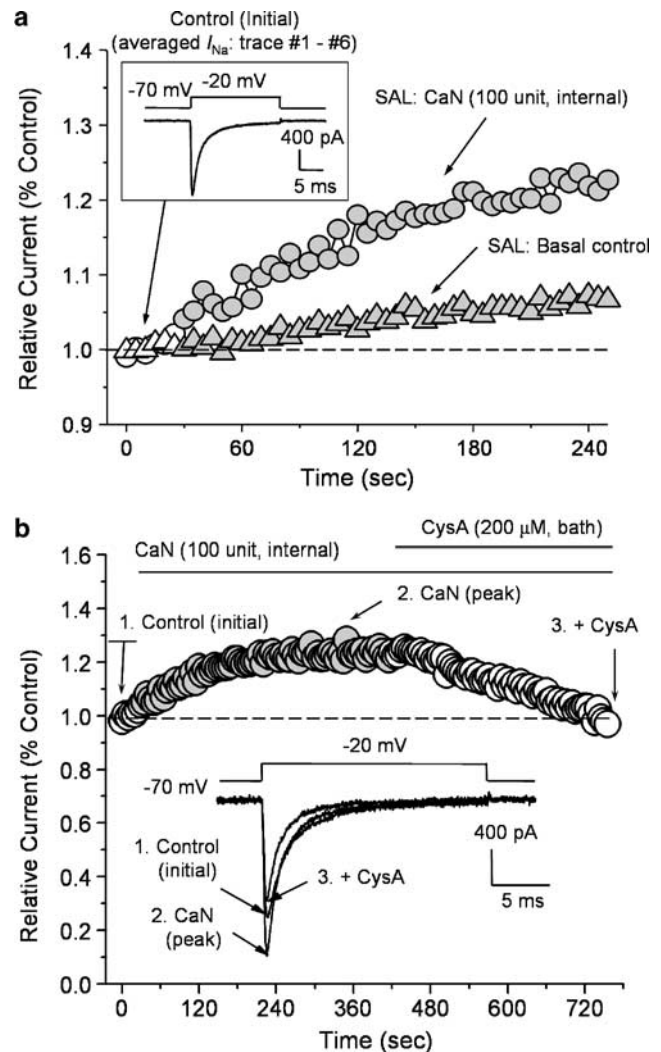 a
Control (Initial)
(averaged INa: trace #1 - #6)
-20 mV
-70 mV
400 pA
5 ms
SAL: CaN (100 unit, internal)
SAL: Basal control
Relative Current (% Control)
1.4
1.3
1.2
1.1
1.0
0.9
0 60 120 180 240
Time (sec)
b
CysA (200 μM, bath)
CaN (100 unit, internal)
2. CaN (peak)
1. Control (initial)
3. + CysA
-20 mV
-70 mV
400 pA
5 ms
1. Control
(initial)
3. + CysA
2. CaN
(peak)
Relative Current (% Control)
1.6
1.4
1.2
1.0
0.8
0.6
0.4
0.2
0.0
0 120 240 360 480 600 720
Time (sec)